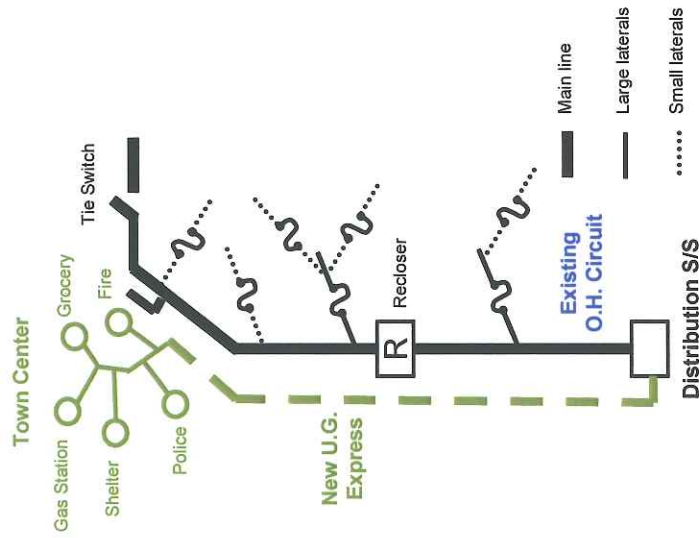 Town Center
Gas Station
Grocery
Shelter
Fire
Police
Tie Switch
New U.G.
Express
R
Recloser
Existing
O.H. Circuit
Distribution S/S
Main line
Large laterals
Small laterals